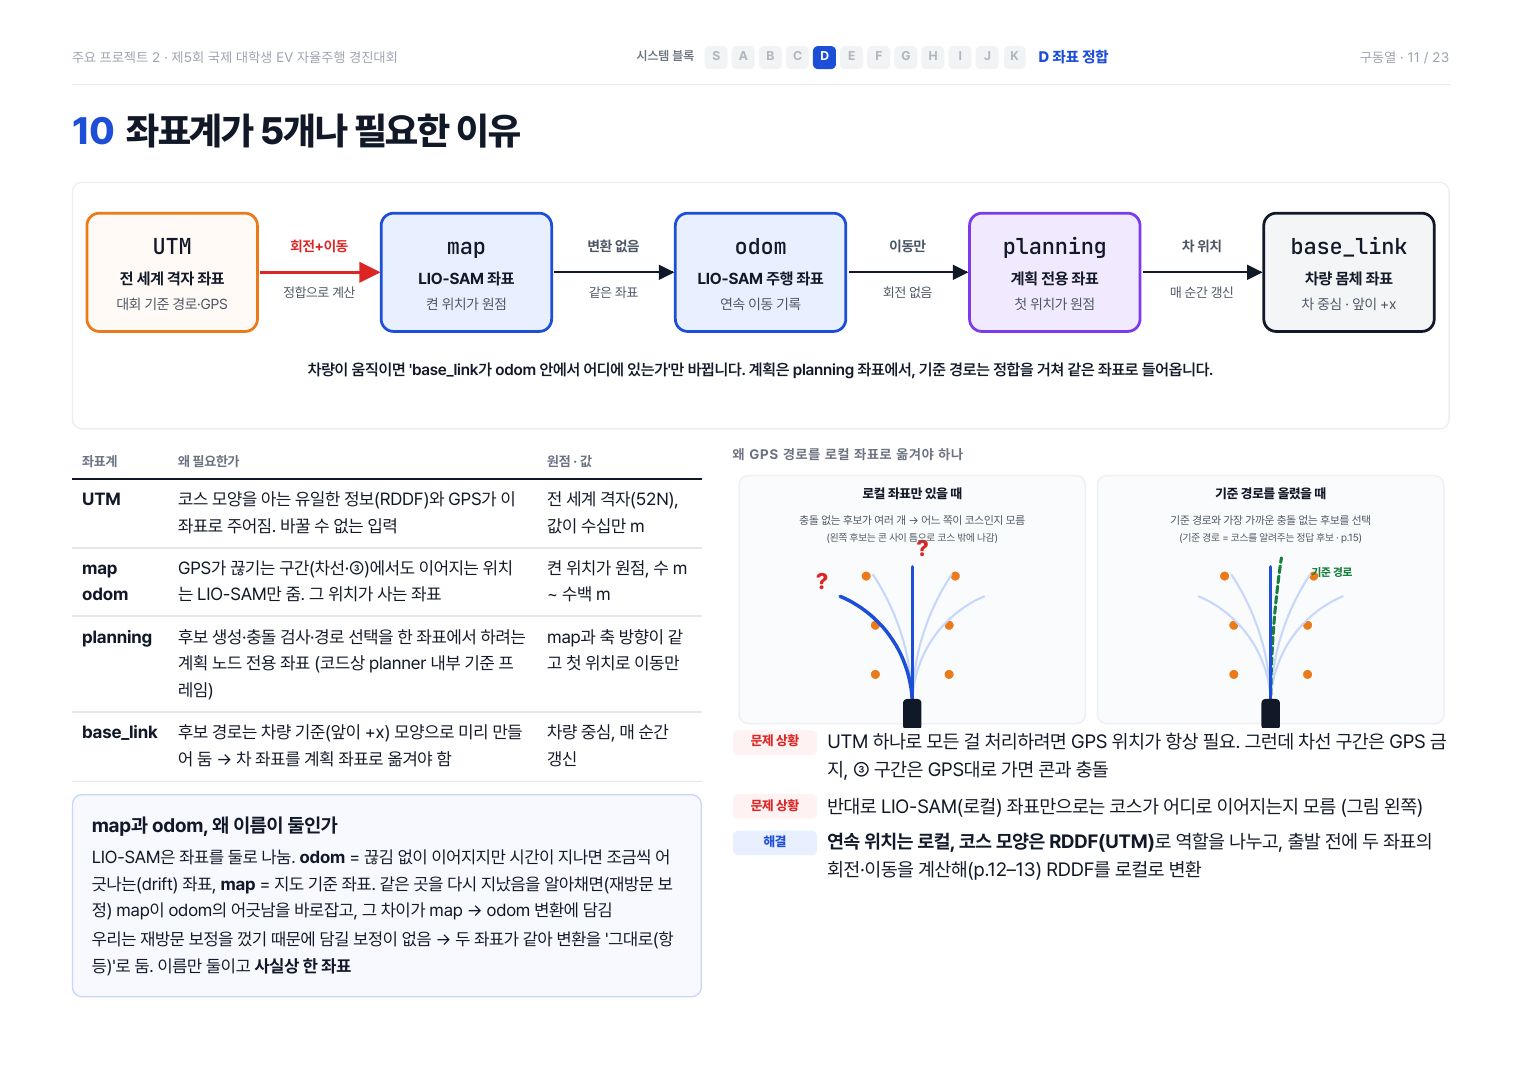 주요 프로젝트 2 · 제5회 국제 대학생 EV 자율주행 경진대회
시스템 블록 S A B C D E F G H I J K D 좌표 정합
구동열 · 11 / 23
10 좌표계가 5개나 필요한 이유
UTM
전 세계 격자 좌표
대회 기준 경로·GPS
회전+이동
정합으로 계산
map
LIO-SAM 좌표
켠 위치가 원점
변환 없음
같은 좌표
odom
LIO-SAM 주행 좌표
연속 이동 기록
이동만
회전 없음
planning
계획 전용 좌표
첫 위치가 원점
차 위치
매 순간 갱신
base_link
차량 몸체 좌표
차 중심 · 앞이 +x
차량이 움직이면 'base_link가 odom 안에서 어디에 있는가'만 바뀝니다. 계획은 planning 좌표에서, 기준 경로는 정합을 거쳐 같은 좌표로 들어옵니다.
좌표계 왜 필요한가 원점 · 값
UTM 코스 모양을 아는 유일한 정보(RDDF)와 GPS가 이 전 세계 격자(52N),
좌표로 주어짐. 바꿀 수 없는 입력 값이 수십만 m
map GPS가 끊기는 구간(차선·③)에서도 이어지는 위치 켠 위치가 원점, 수 m
odom 는 LIO-SAM만 줌. 그 위치가 사는 좌표 ~ 수백 m
planning 후보 생성·충돌 검사·경로 선택을 한 좌표에서 하려는 map과 축 방향이 같
계획 노드 전용 좌표 (코드상 planner 내부 기준 프 고 첫 위치로 이동만
레임)
base_link 후보 경로는 차량 기준(앞이 +x) 모양으로 미리 만들 차량 중심, 매 순간
어 둠 → 차 좌표를 계획 좌표로 옮겨야 함 갱신
map과 odom, 왜 이름이 둘인가
LIO-SAM은 좌표를 둘로 나눔. odom = 끊김 없이 이어지지만 시간이 지나면 조금씩 어
긋나는(drift) 좌표, map = 지도 기준 좌표. 같은 곳을 다시 지났음을 알아채면(재방문 보
정) map이 odom의 어긋남을 바로잡고, 그 차이가 map → odom 변환에 담김
우리는 재방문 보정을 껐기 때문에 담길 보정이 없음 → 두 좌표가 같아 변환을 '그대로(항
등)'로 둠. 이름만 둘이고 사실상 한 좌표
왜 GPS 경로를 로컬 좌표로 옮겨야 하나
로컬 좌표만 있을 때
충돌 없는 후보가 여러 개 → 어느 쪽이 코스인지 모름
(왼쪽 후보는 콘 사이 틈으로 코스 밖에 나감)
?
?
기준 경로를 올렸을 때
기준 경로와 가장 가까운 충돌 없는 후보를 선택
(기준 경로 = 코스를 알려주는 정답 후보 · p.15)
기준 경로
문제 상황 UTM 하나로 모든 걸 처리하려면 GPS 위치가 항상 필요. 그런데 차선 구간은 GPS 금
지, ③ 구간은 GPS대로 가면 콘과 충돌
문제 상황 반대로 LIO-SAM(로컬) 좌표만으로는 코스가 어디로 이어지는지 모름 (그림 왼쪽)
해결 연속 위치는 로컬, 코스 모양은 RDDF(UTM)로 역할을 나누고, 출발 전에 두 좌표의
회전·이동을 계산해(p.12–13) RDDF를 로컬로 변환